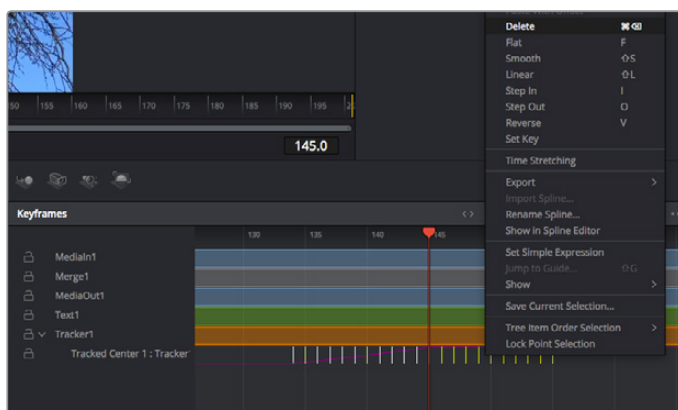 Delete ⌘⌫
Flat F
Smooth ⇧S
Linear ⇧L
Step In I
Step Out O
Reverse V
Set Key
Time Stretching
Export >
Import Spline...
Rename Spline...
Show in Spline Editor
Set Simple Expression
Jump to Guide... ⇧G
Show >
Save Current Selection...
Tree Item Order Selection >
Lock Point Selection
50 155 160 165 170 175 180 185 190 195 2
145.0
Keyframes <>
130 135 140 145
MediaIn1
Merge1
MediaOut1
Text1
Tracker1
Tracked Center 1 : Tracker